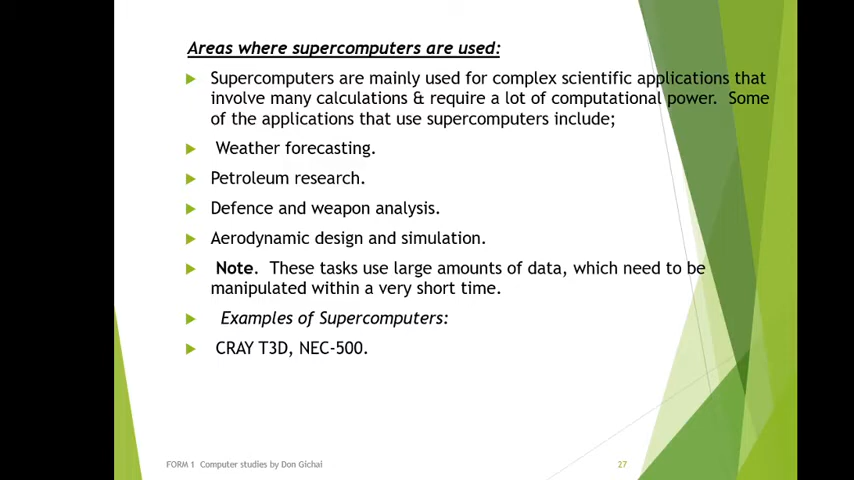 Areas where supercomputers are used:
Supercomputers are mainly used for complex scientific applications that
involve many calculations & require a lot of computational power. Some
of the applications that use supercomputers include;
Weather forecasting.
Petroleum research.
Defence and weapon analysis.
Aerodynamic design and simulation.
Note. These tasks use large amounts of data, which need to be
manipulated within a very short time.
Examples of Supercomputers:
CRAY T3D, NEC-500.
FORM 1 Computer studies by Don Gichai
27